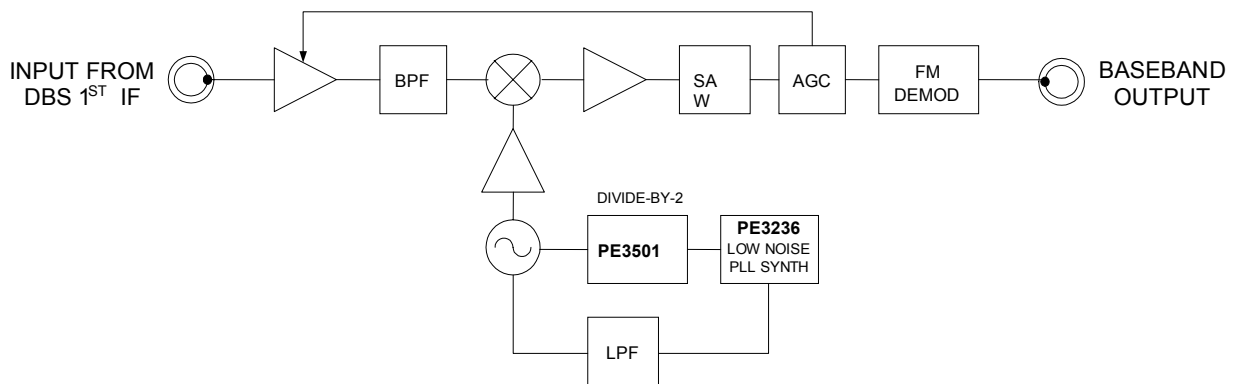 INPUT FROM
DBS 1ST IF
BPF
SA
W
AGC
FM
DEMOD
BASEBAND
OUTPUT
DIVIDE-BY-2
PE3501
PE3236
LOW NOISE
PLL SYNTH
LPF